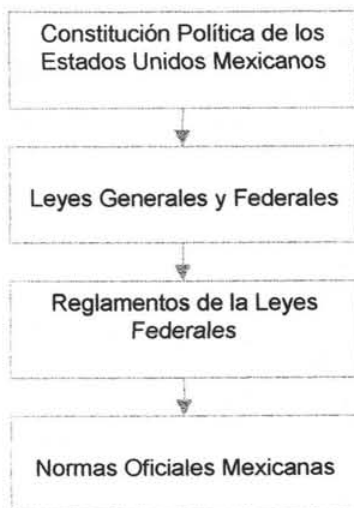 Constitución Política de los
Estados Unidos Mexicanos
Leyes Generales y Federales
Reglamentos de la Leyes
Federales
Normas Oficiales Mexicanas